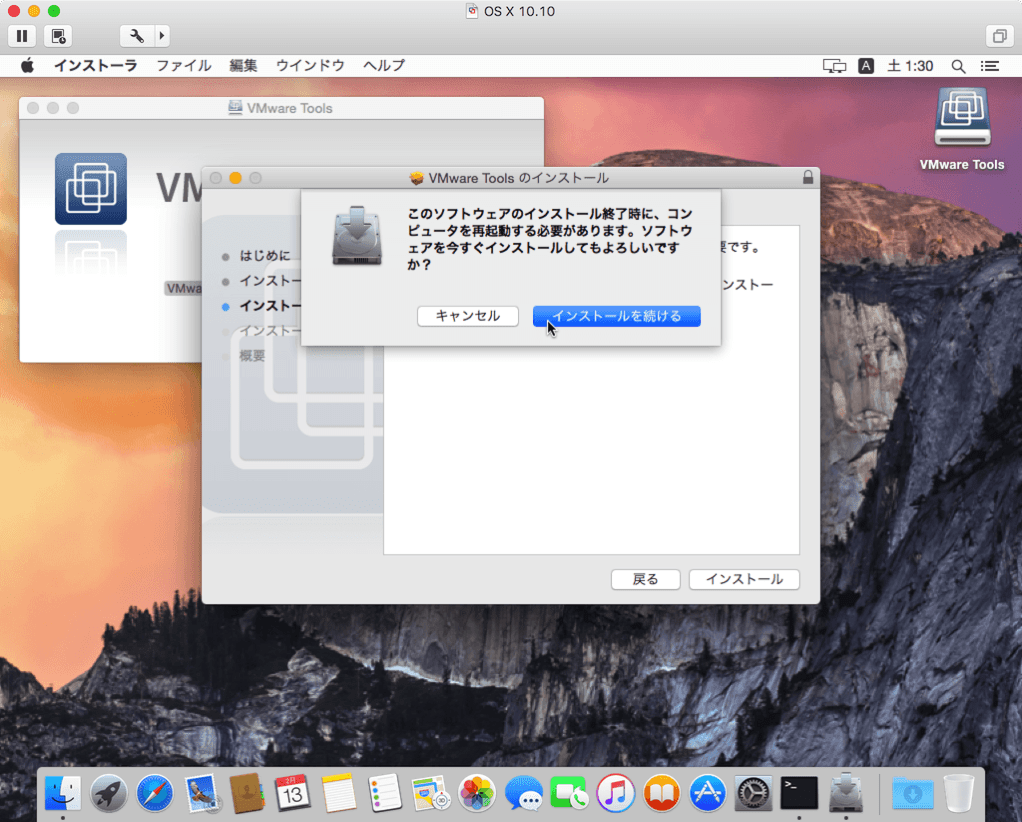 OS X 10.10
インストーラ ファイル 編集 ウインドウ ヘルプ
A 土 1:30
VMware Tools
VMware Tools
VMware Tools のインストール
このソフトウェアのインストール終了時に、コン
ピュータを再起動する必要があります。ソフトウ
ェアを今すぐインストールしてもよろしいです
か？
キャンセル インストールを続ける
はじめに
インストー
インストー
インストー
概要
要です。
ンストー
VM
VMwa
戻る インストール
2月
13
30